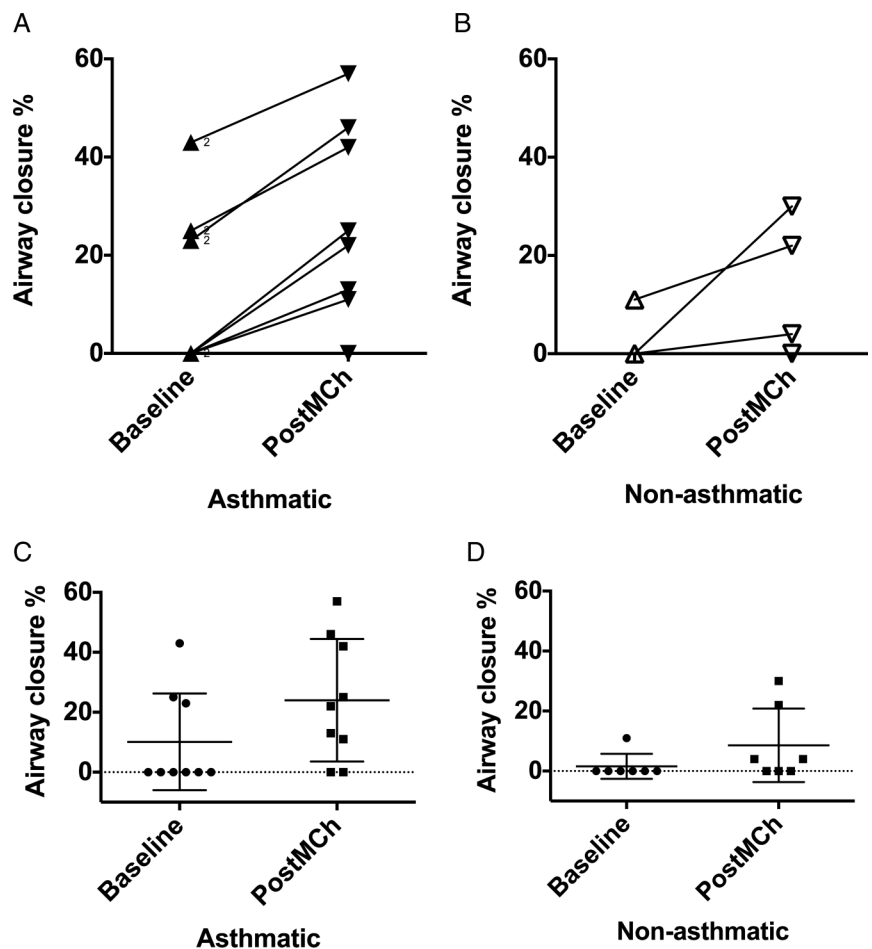 A
Airway closure %
60
40
20
0
2
2
2
2
Baseline
PostMCh
Asthmatic
B
Airway closure %
60
40
20
0
Baseline
PostMCh
Non-asthmatic
C
Airway closure %
60
40
20
0
Baseline
PostMCh
Asthmatic
D
Airway closure %
60
40
20
0
Baseline
PostMCh
Non-asthmatic